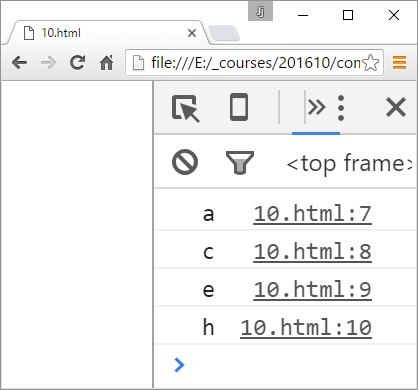 Jj
10.html
file:///E:/_courses/201610/con
<top frame>
a 10.html:7
c 10.html:8
e 10.html:9
h 10.html:10